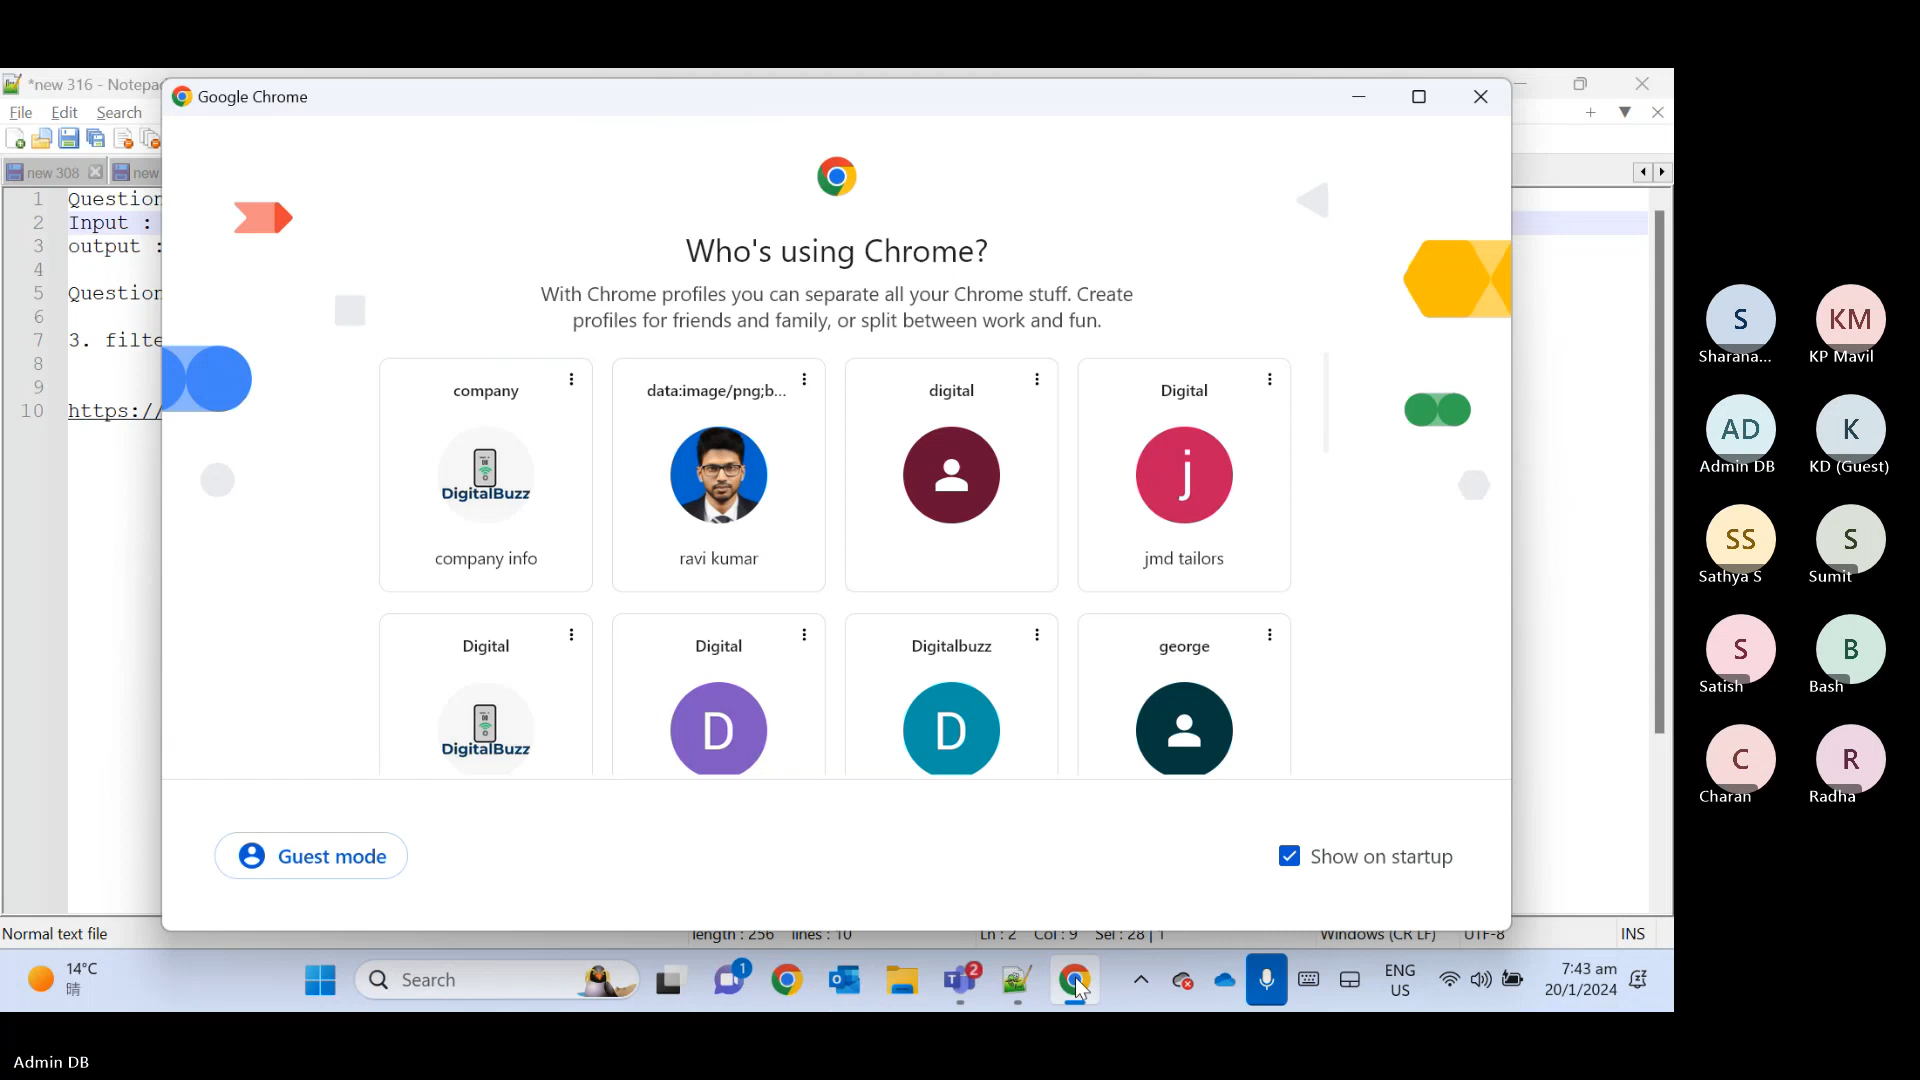 *new 316 - Notepad
Google Chrome
File Edit Search
new 308 new
1 Question
2 Input :
3 output :
4
5 Question
6
7 3. filte
8
9
10 https://
Who's using Chrome?
With Chrome profiles you can separate all your Chrome stuff. Create
profiles for friends and family, or split between work and fun.
company data:image/png;b... digital Digital
DigitalBuzz j
company info ravi kumar jmd tailors
Digital Digital Digitalbuzz george
DigitalBuzz D D
Guest mode
Show on startup
Normal text file length : 256 lines : 10 Ln : 2 Col : 9 Sel : 28 | 1 Windows (CR LF) UTF-8 INS
14°C
晴
Search
1
2
ENG
US
7:43 am
20/1/2024
S KM
Sharana... KP Mavil
AD K
Admin DB KD (Guest)
SS S
Sathya S Sumit
S B
Satish Bash
C R
Charan Radha
Admin DB